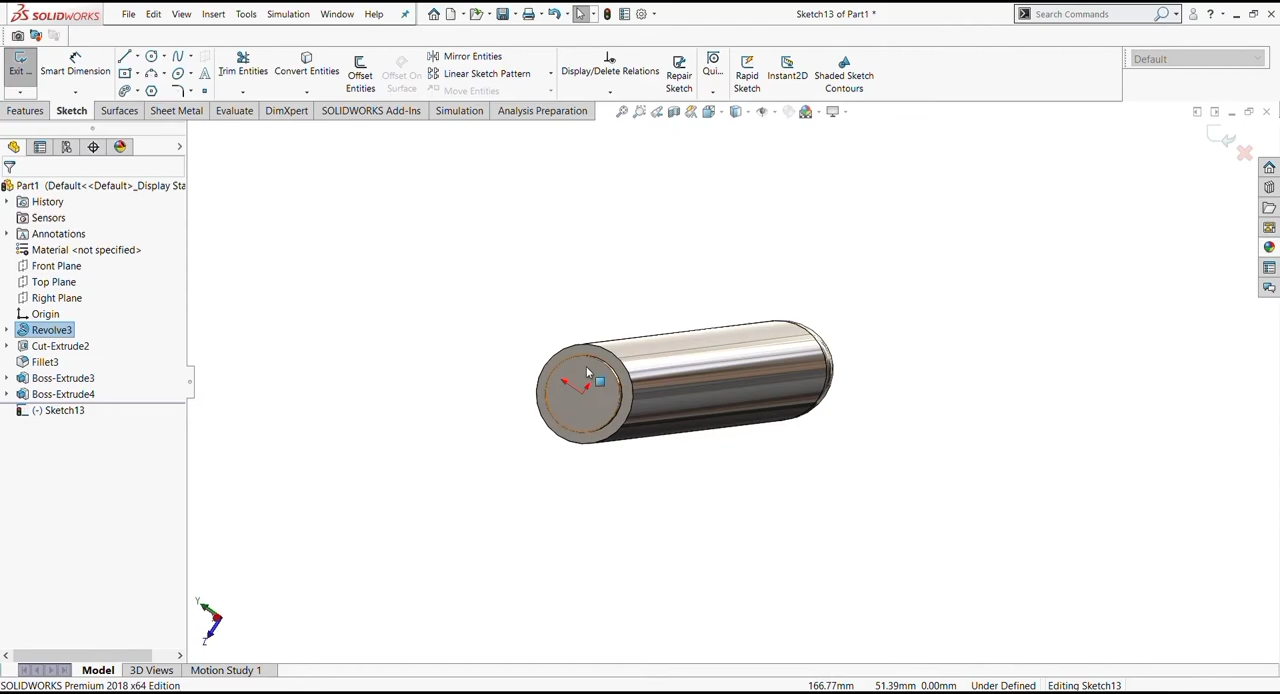 SOLIDWORKS File Edit View Insert Tools Simulation Window Help Sketch13 of Part1 * Search Commands ?
Exit ... Smart Dimension Trim Entities Convert Entities Offset Entities Offset On Surface Mirror Entities Linear Sketch Pattern Move Entities Display/Delete Relations Repair Sketch Qui... Rapid Sketch Instant2D Shaded Sketch Contours Default
Features Sketch Surfaces Sheet Metal Evaluate DimXpert SOLIDWORKS Add-Ins Simulation Analysis Preparation
Part1 (Default<<Default>_Display Sta
History
Sensors
Annotations
Material <not specified>
Front Plane
Top Plane
Right Plane
Origin
Revolve3
Cut-Extrude2
Fillet3
Boss-Extrude3
Boss-Extrude4
(-) Sketch13
Y
Z
Model 3D Views Motion Study 1
SOLIDWORKS Premium 2018 x64 Edition 166.77mm 51.39mm 0.00mm Under Defined Editing Sketch13